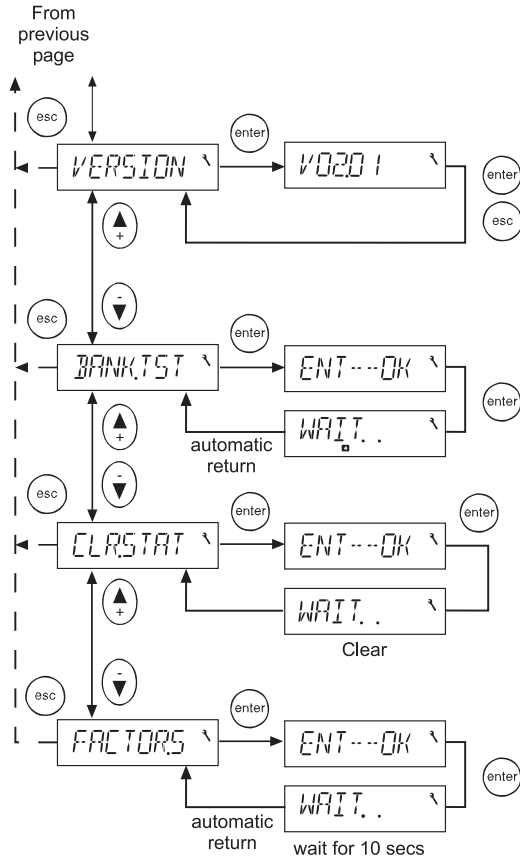 From
previous
page
esc
enter
VERSION
V02.01
enter
esc
+
-
esc
enter
BANK.TST
ENT---OK
enter
WAIT..
automatic
return
+
-
esc
enter
enter
CLR.STAT
ENT---OK
WAIT..
+
Clear
-
esc
enter
FACTOR.S
ENT---OK
enter
WAIT..
automatic
return
wait for 10 secs